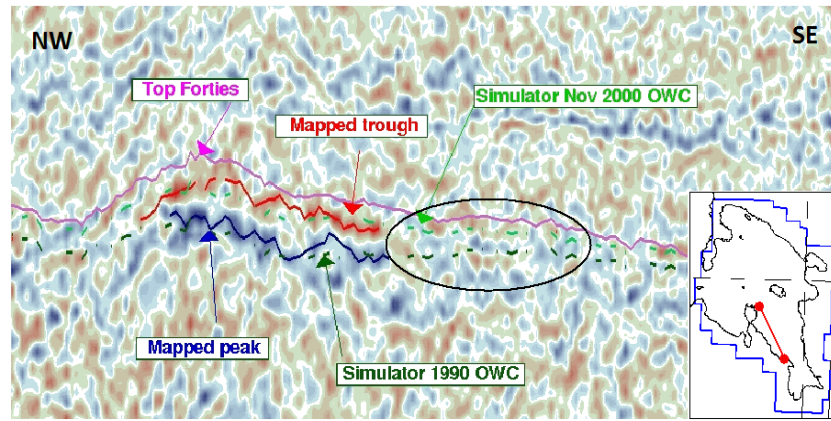 NW
SE
Top Forties
Simulator Nov 2000 OWC
Mapped trough
Mapped peak
Simulator 1990 OWC